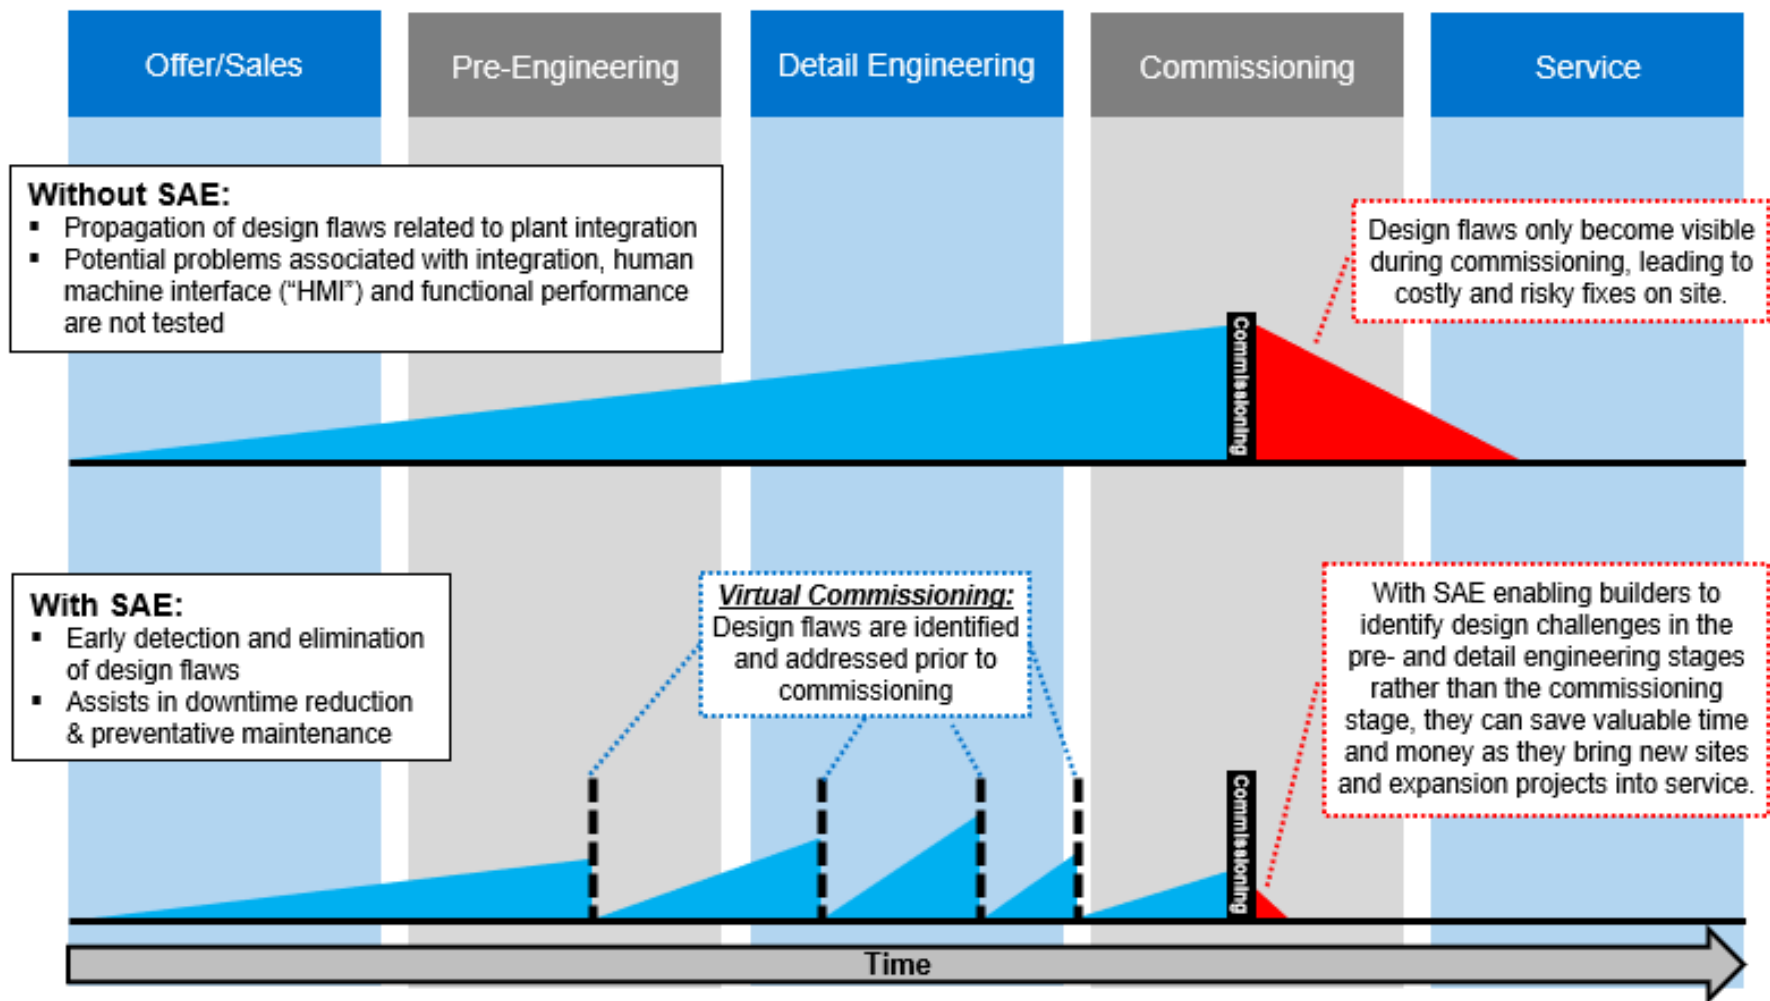 Offer/Sales
Pre-Engineering
Detail Engineering
Commissioning
Service
Without SAE:
▪ Propagation of design flaws related to plant integration
▪ Potential problems associated with integration, human
machine interface (“HMI”) and functional performance
are not tested
Design flaws only become visible
during commissioning, leading to
costly and risky fixes on site.
Commissioning
With SAE:
▪ Early detection and elimination
of design flaws
▪ Assists in downtime reduction
& preventative maintenance
Virtual Commissioning:
Design flaws are identified
and addressed prior to
commissioning
With SAE enabling builders to
identify design challenges in the
pre- and detail engineering stages
rather than the commissioning
stage, they can save valuable time
and money as they bring new sites
and expansion projects into service.
Commissioning
Time